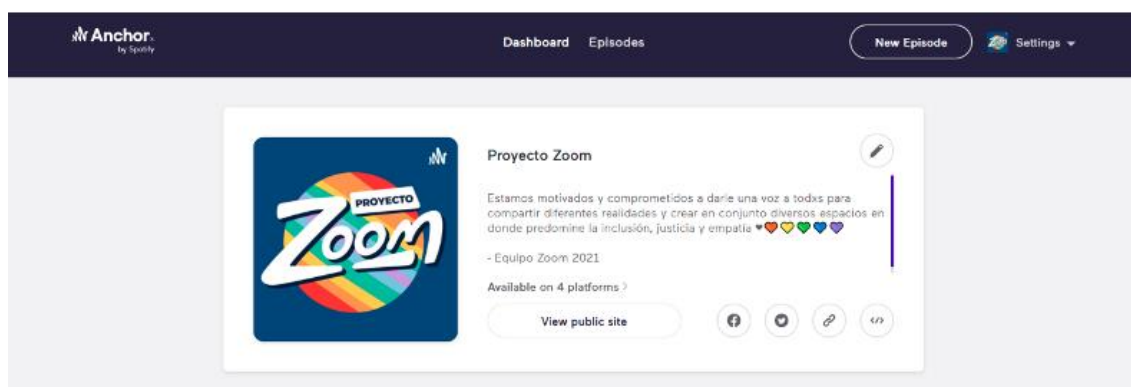 Anchor
by Spotify
Dashboard Episodes
New Episode
Settings
PROYECTO
ZOOM
Proyecto Zoom
Estamos motivados y comprometidos a darle una voz a todxs para
compartir diferentes realidades y crear en conjunto diversos espacios en
donde predomine la inclusión, justicia y empatía ♥🧡💛💚💙💜
- Equipo Zoom 2021
Available on 4 platforms >
View public site